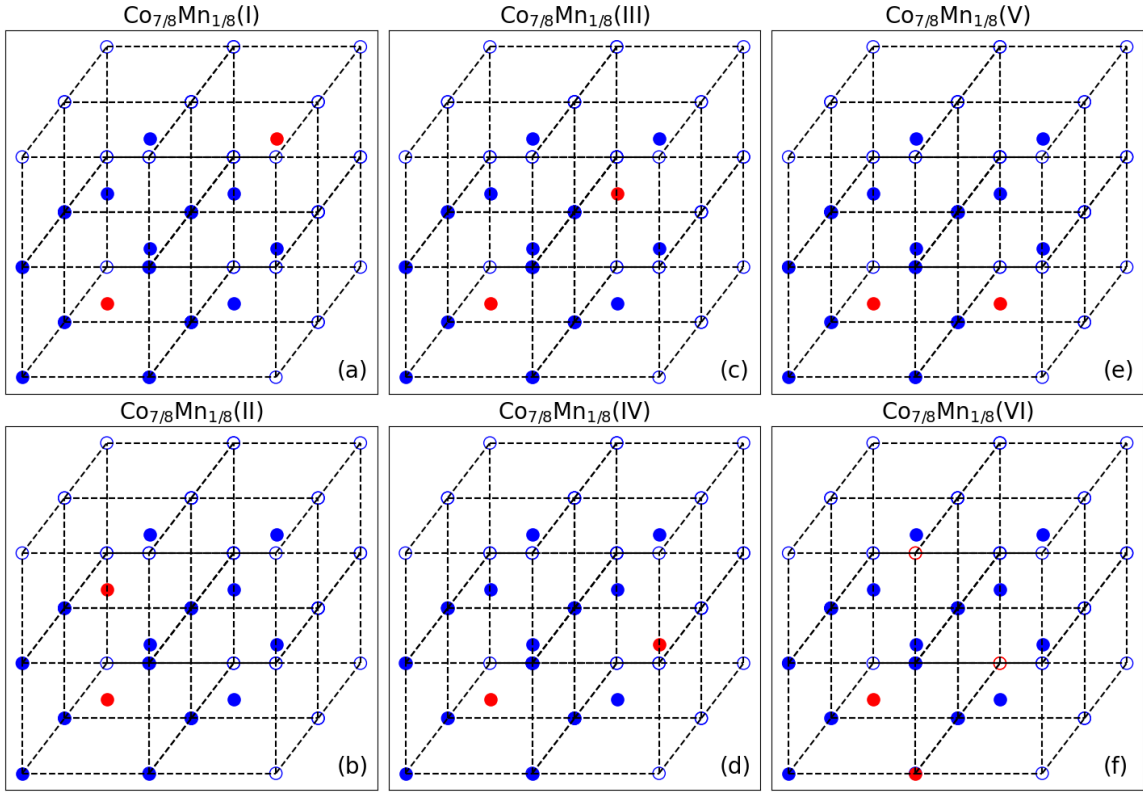 Co7/8Mn1/8(I)
Co7/8Mn1/8(III)
Co7/8Mn1/8(V)
(a)
(c)
(e)
Co7/8Mn1/8(II)
Co7/8Mn1/8(IV)
Co7/8Mn1/8(VI)
(b)
(d)
(f)